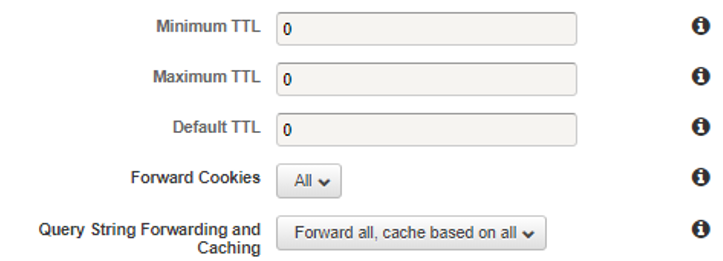 Minimum TTL 0
Maximum TTL 0
Default TTL 0
Forward Cookies All
Query String Forwarding and Forward all, cache based on all
Caching